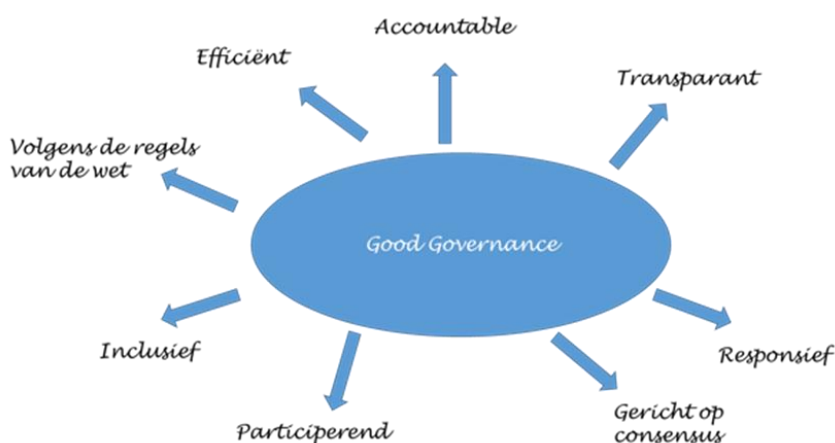 Accountable
Efficiënt
Transparant
Volgens de regels
van de wet
Good Governance
Inclusief
Responsief
Participerend
Gericht op
consensus